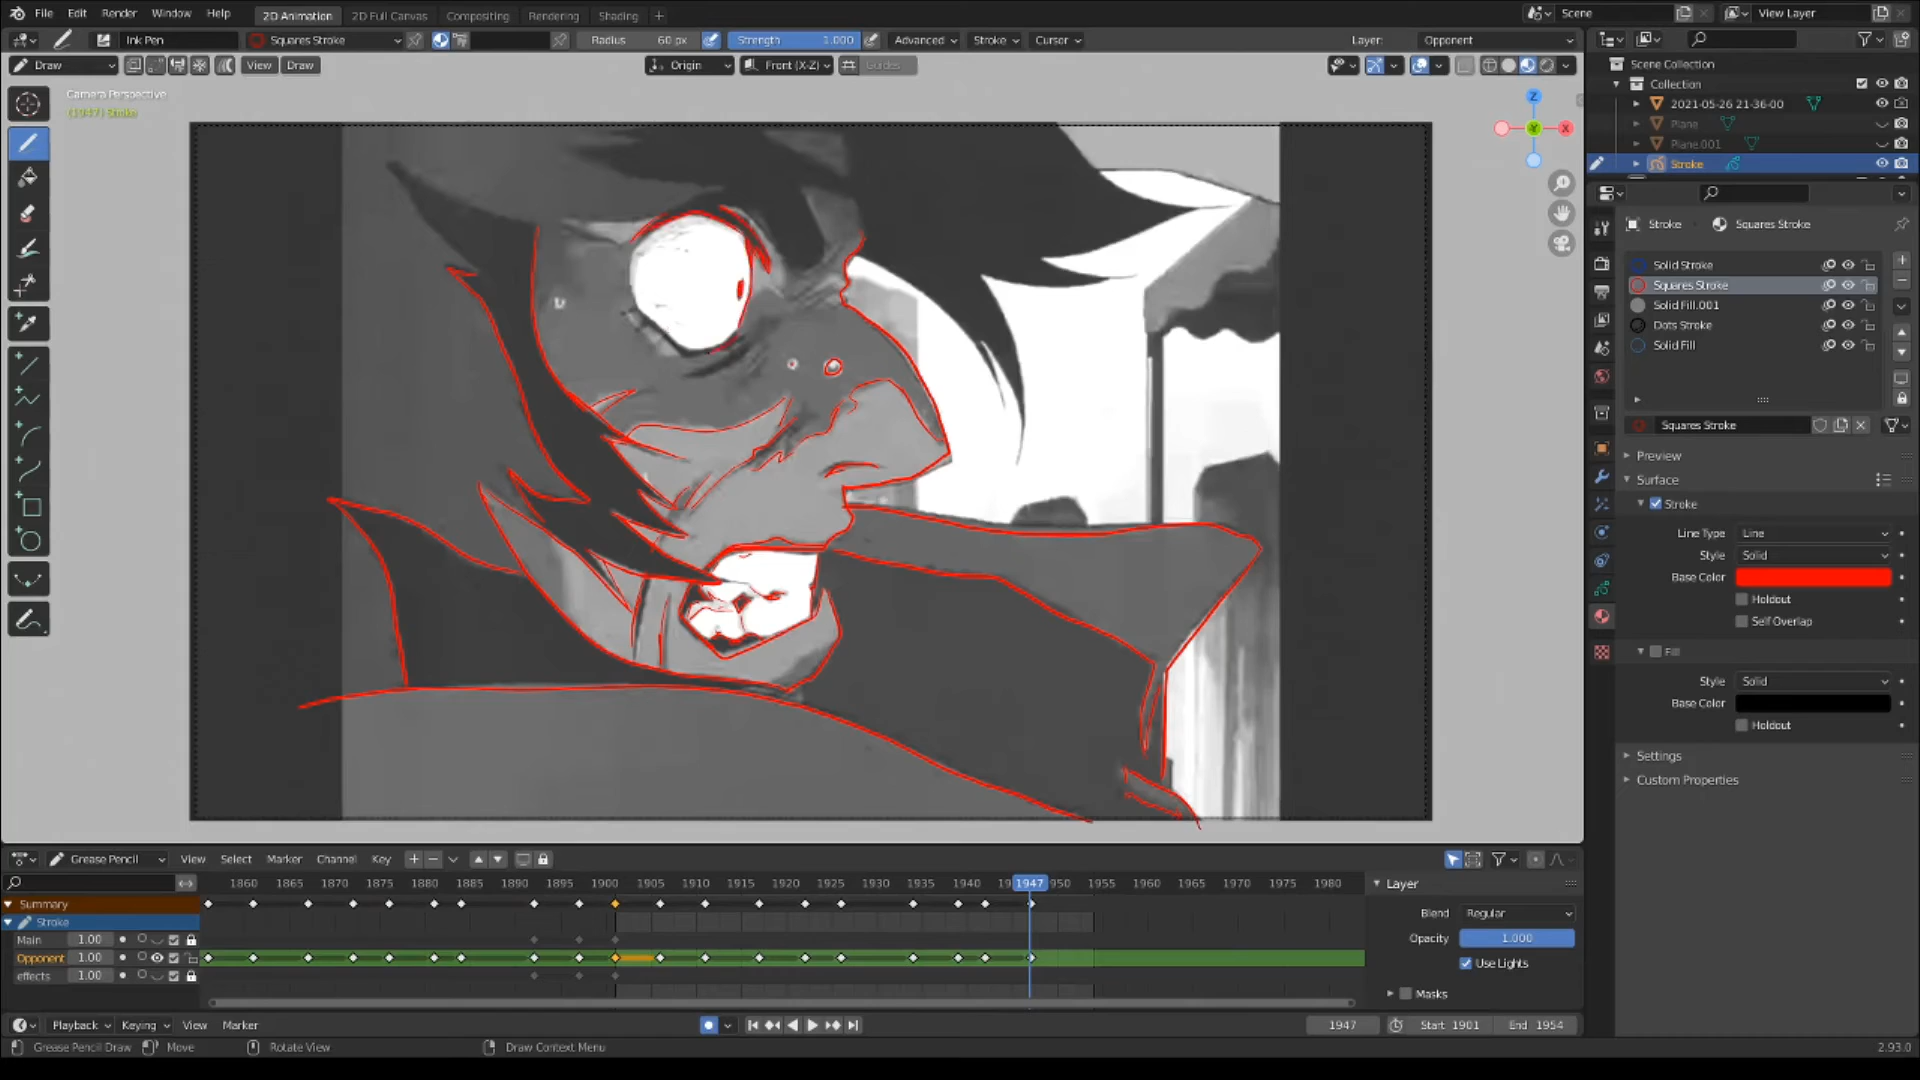 File Edit Render Window Help 2D Animation 2D Full Canvas Compositing Rendering Shading + Scene View Layer
Ink Pen Squares Stroke Radius 60 px Strength 1.000 Advanced Stroke Cursor Layer: Opponent
Draw View Draw Origin Front (X-Z) Guides
Camera Perspective
(1947) Stroke
Z
Y
X
Scene Collection
Collection
2021-05-26 21-36-00
Plane
Plane.001
Stroke
Stroke Squares Stroke
Solid Stroke
Squares Stroke
Solid Fill.001
Dots Stroke
Solid Fill
Squares Stroke
Preview
Surface
Stroke
Line Type Line
Style Solid
Base Color
Holdout
Self Overlap
Fill
Style Solid
Base Color
Holdout
Settings
Custom Properties
Grease Pencil View Select Marker Channel Key
1860 1865 1870 1875 1880 1885 1890 1895 1900 1905 1910 1915 1920 1925 1930 1935 1940 1947 950 1955 1960 1965 1970 1975 1980
Summary
Stroke
Main 1.00
Opponent 1.00
effects 1.00
Layer
Blend Regular
Opacity 1.000
Use Lights
Masks
Playback Keying View Marker 1947 Start 1901 End 1954
Grease Pencil Draw Move Rotate View Draw Context Menu 2.93.0